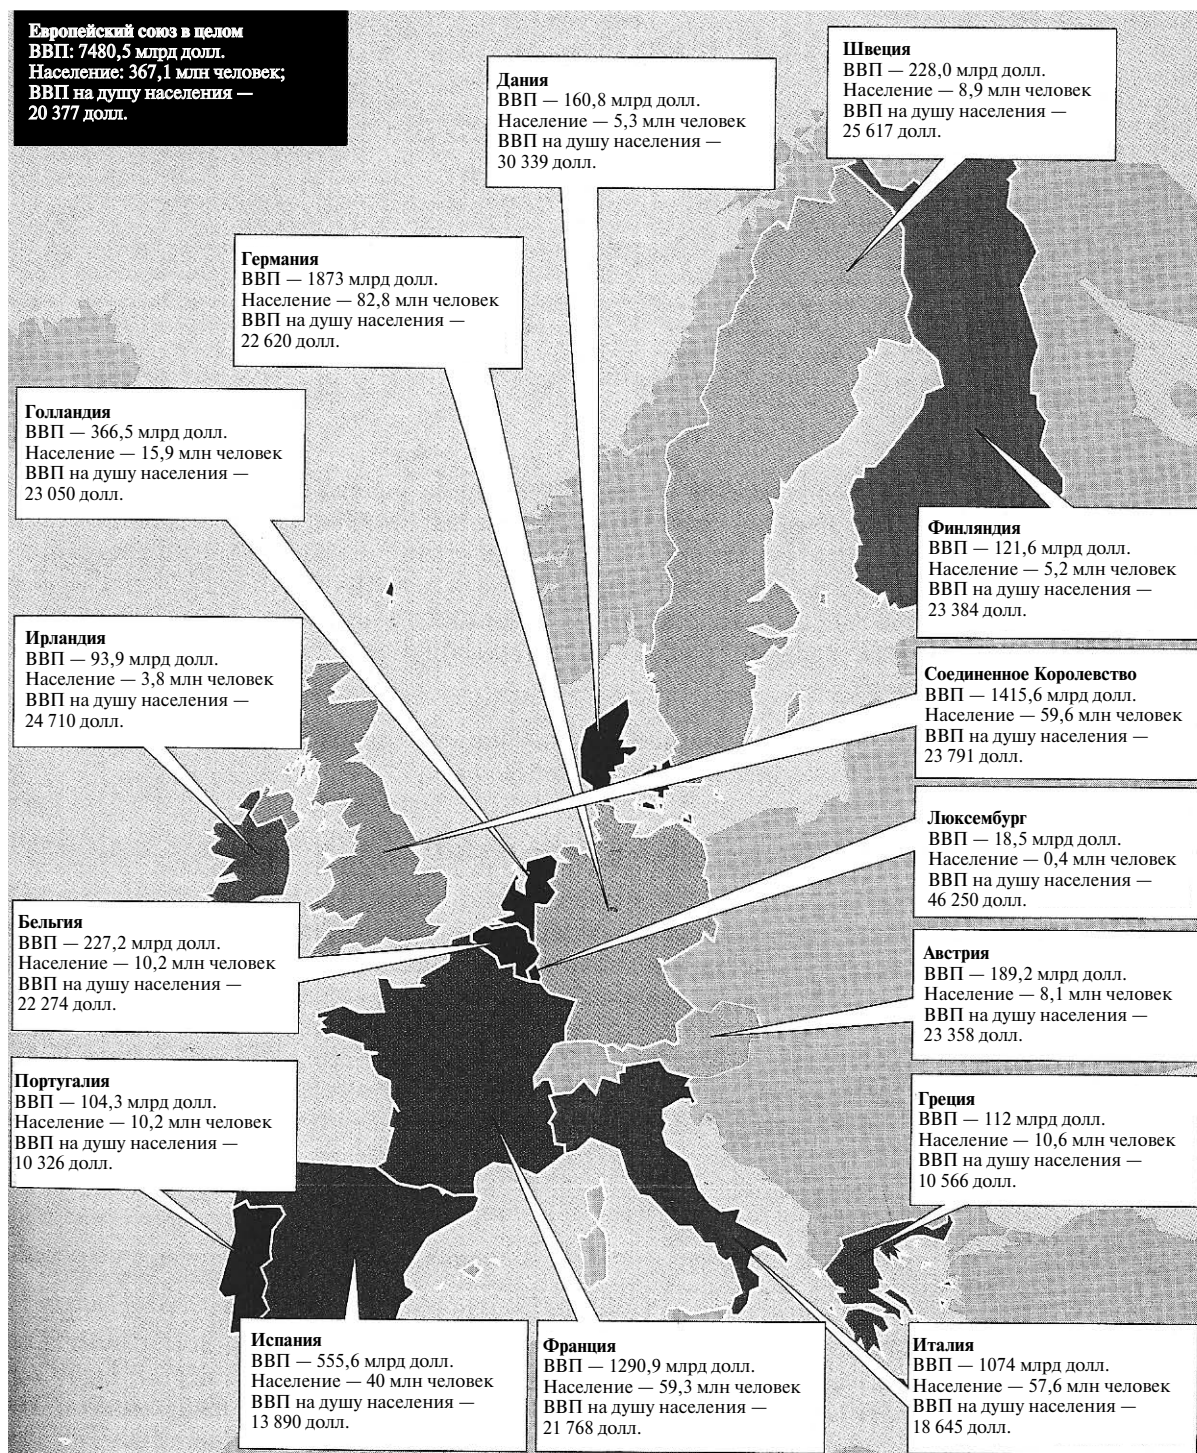 Европейский союз в целом
ВВП: 7480,5 млрд долл.
Население: 367,1 млн человек;
ВВП на душу населения —
20 377 долл.
Швеция
ВВП — 228,0 млрд долл.
Население — 8,9 млн человек
ВВП на душу населения —
25 617 долл.
Дания
ВВП — 160,8 млрд долл.
Население — 5,3 млн человек
ВВП на душу населения —
30 339 долл.
Германия
ВВП — 1873 млрд долл.
Население — 82,8 млн человек
ВВП на душу населения —
22 620 долл.
Голландия
ВВП — 366,5 млрд долл.
Население — 15,9 млн человек
ВВП на душу населения —
23 050 долл.
Финляндия
ВВП — 121,6 млрд долл.
Население — 5,2 млн человек
ВВП на душу населения —
23 384 долл.
Ирландия
ВВП — 93,9 млрд долл.
Население — 3,8 млн человек
ВВП на душу населения —
24 710 долл.
Соединенное Королевство
ВВП — 1415,6 млрд долл.
Население — 59,6 млн человек
ВВП на душу населения —
23 791 долл.
Люксембург
ВВП — 18,5 млрд долл.
Население — 0,4 млн человек
ВВП на душу населения —
46 250 долл.
Бельгия
ВВП — 227,2 млрд долл.
Население — 10,2 млн человек
ВВП на душу населения —
22 274 долл.
Австрия
ВВП — 189,2 млрд долл.
Население — 8,1 млн человек
ВВП на душу населения —
23 358 долл.
Португалия
ВВП — 104,3 млрд долл.
Население — 10,2 млн человек
ВВП на душу населения —
10 326 долл.
Греция
ВВП — 112 млрд долл.
Население — 10,6 млн человек
ВВП на душу населения —
10 566 долл.
Испания
ВВП — 555,6 млрд долл.
Население — 40 млн человек
ВВП на душу населения —
13 890 долл.
Франция
ВВП — 1290,9 млрд долл.
Население — 59,3 млн человек
ВВП на душу населения —
21 768 долл.
Италия
ВВП — 1074 млрд долл.
Население — 57,6 млн человек
ВВП на душу населения —
18 645 долл.